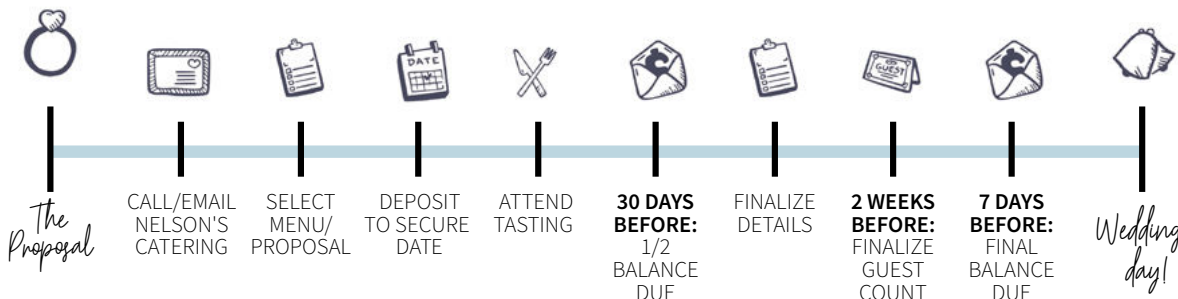 DATE
GUEST
The
Proposal
CALL/EMAIL
NELSON'S
CATERING
SELECT
MENU/
PROPOSAL
DEPOSIT
TO SECURE
DATE
ATTEND
TASTING
30 DAYS
BEFORE:
1/2
BALANCE
DUE
FINALIZE
DETAILS
2 WEEKS
BEFORE:
FINALIZE
GUEST
COUNT
7 DAYS
BEFORE:
FINAL
BALANCE
DUE
Wedding
day!